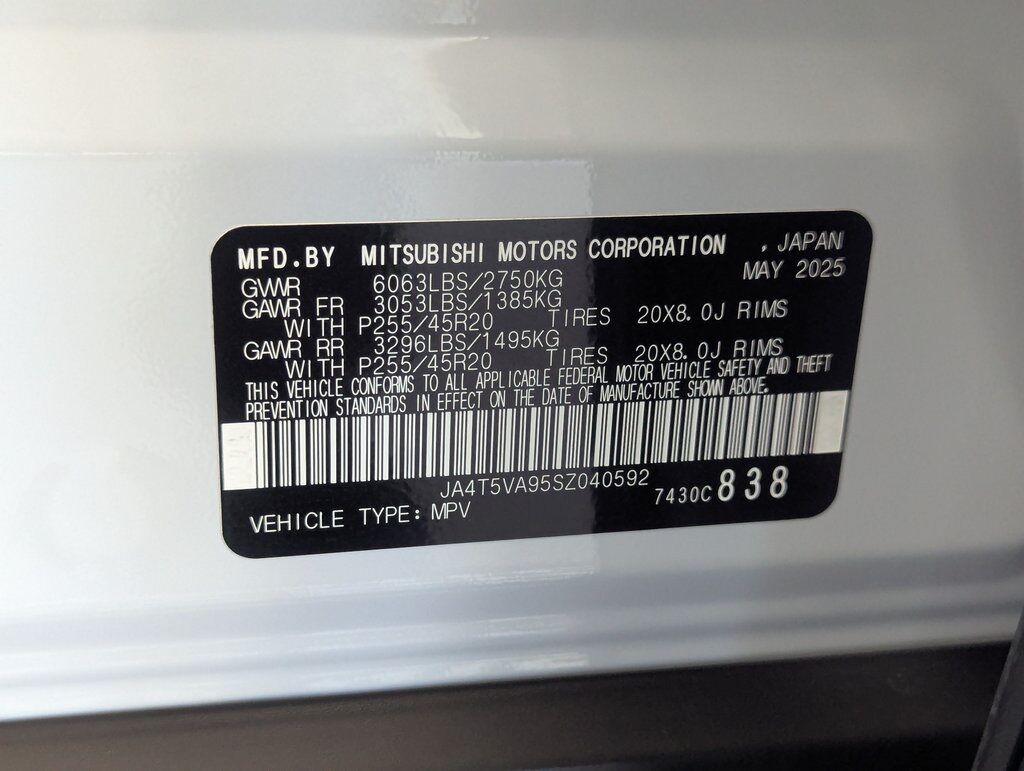 MFD.BY MITSUBISHI MOTORS CORPORATION , JAPAN
MAY 2025
GVWR 6063LBS/2750KG
GAWR FR 3053LBS/1385KG
WITH P255/45R20 TIRES 20X8.0J RIMS
GAWR RR 3296LBS/1495KG
WITH P255/45R20 TIRES 20X8.0J RIMS
THIS VEHICLE CONFORMS TO ALL APPLICABLE FEDERAL MOTOR VEHICLE SAFETY AND THEFT
PREVENTION STANDARDS IN EFFECT ON THE DATE OF MANUFACTURE SHOWN ABOVE.
JA4T5VA95SZ040592
7430C838
VEHICLE TYPE: MPV